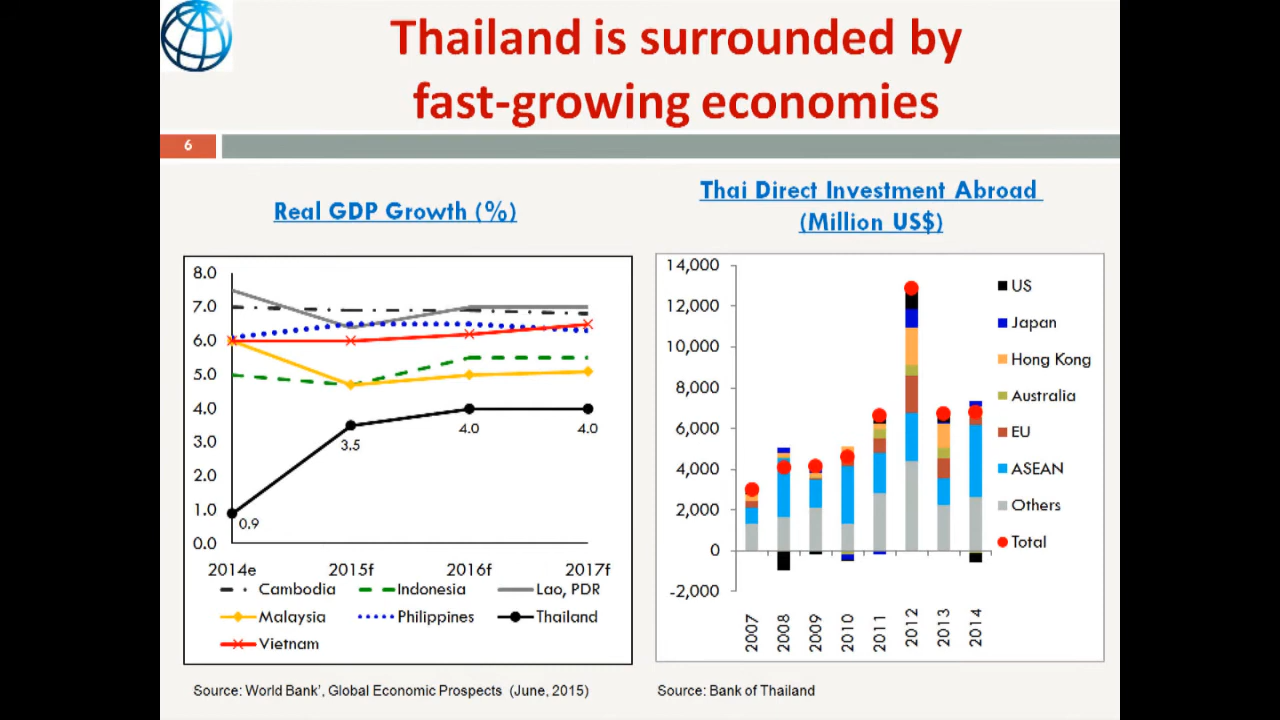 Thailand is surrounded by
fast-growing economies
6
Real GDP Growth (%)
8.0
7.0
6.0
5.0
4.0
3.0
2.0
1.0
0.0
0.9
3.5
4.0
4.0
2014e 2015f 2016f 2017f
Cambodia Indonesia Lao, PDR
Malaysia Philippines Thailand
Vietnam
Source: World Bank', Global Economic Prospects (June, 2015)
Thai Direct Investment Abroad
(Million US$)
14,000
12,000
10,000
8,000
6,000
4,000
2,000
0
-2,000
2007 2008 2009 2010 2011 2012 2013 2014
US
Japan
Hong Kong
Australia
EU
ASEAN
Others
Total
Source: Bank of Thailand